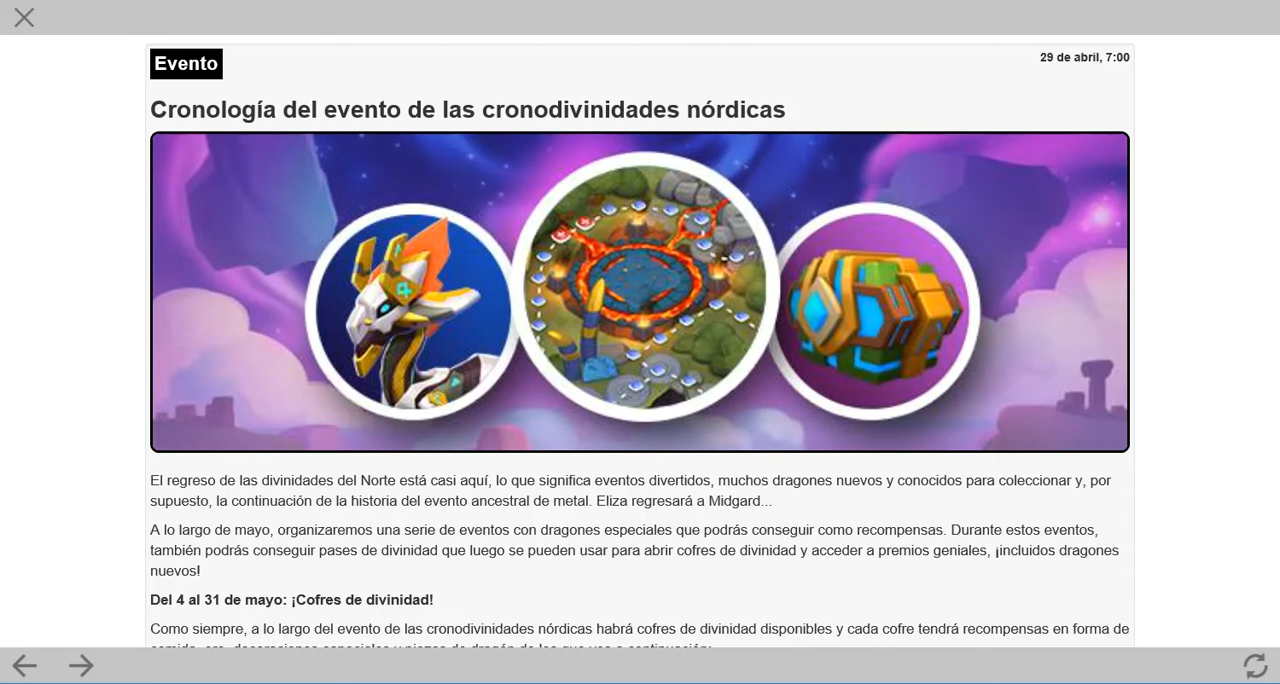 Evento
29 de abril, 7:00
Cronología del evento de las cronodivinidades nórdicas
El regreso de las divinidades del Norte está casi aquí, lo que significa eventos divertidos, muchos dragones nuevos y conocidos para coleccionar y, por
supuesto, la continuación de la historia del evento ancestral de metal. Eliza regresará a Midgard...
A lo largo de mayo, organizaremos una serie de eventos con dragones especiales que podrás conseguir como recompensas. Durante estos eventos,
también podrás conseguir pases de divinidad que luego se pueden usar para abrir cofres de divinidad y acceder a premios geniales, ¡incluidos dragones
nuevos!
Del 4 al 31 de mayo: ¡Cofres de divinidad!
Como siempre, a lo largo del evento de las cronodivinidades nórdicas habrá cofres de divinidad disponibles y cada cofre tendrá recompensas en forma de